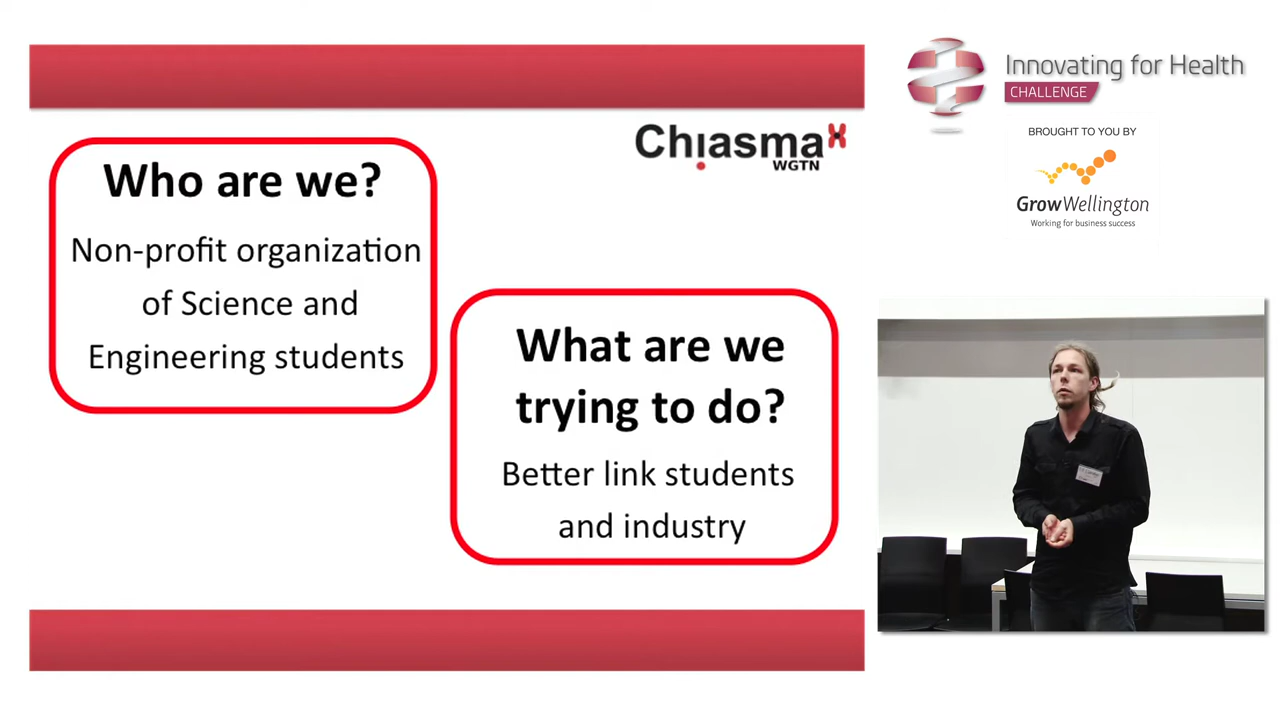 Who are we?
Non-profit organization
of Science and
Engineering students
Chiasma
WGTN
What are we
trying to do?
Better link students
and industry
Innovating for Health
CHALLENGE
BROUGHT TO YOU BY
GrowWellington
Working for business success